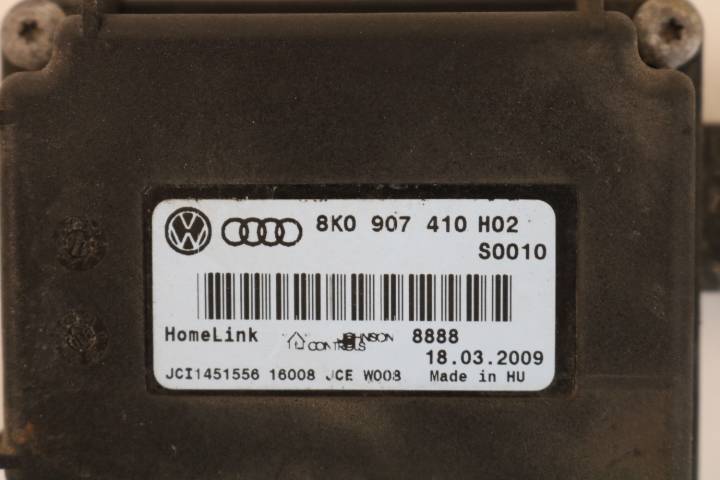 8K0 907 410 H02
S0010
HomeLink JOHNSON CONTROLS 8888
18.03.2009
JCI1451556 16008 JCE W008 Made in HU